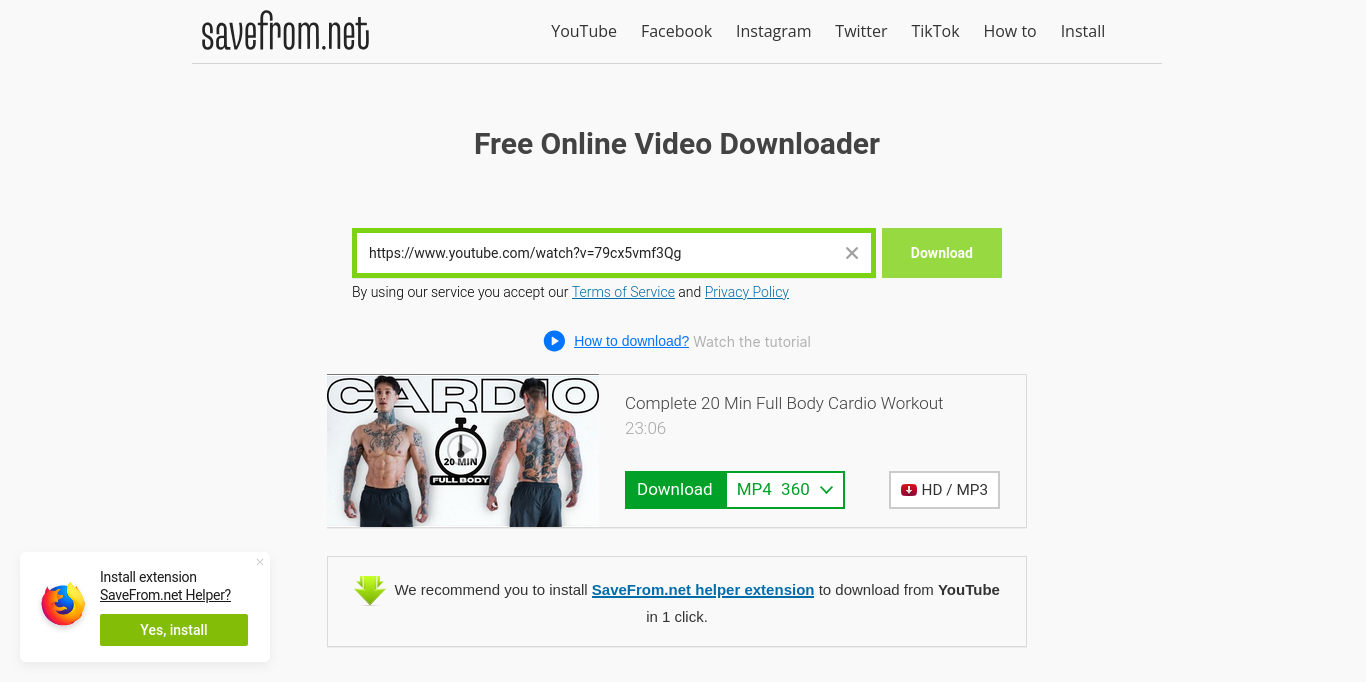 savefrom.net
YouTube Facebook Instagram Twitter TikTok How to Install
Free Online Video Downloader
https://www.youtube.com/watch?v=79cx5vmf3Qg
Download
By using our service you accept our Terms of Service and Privacy Policy
How to download? Watch the tutorial
CARDIO
20 MIN
FULL BODY
Complete 20 Min Full Body Cardio Workout
23:06
Download MP4 360
HD / MP3
We recommend you to install SaveFrom.net helper extension to download from YouTube
in 1 click.
Install extension
SaveFrom.net Helper?
Yes, install